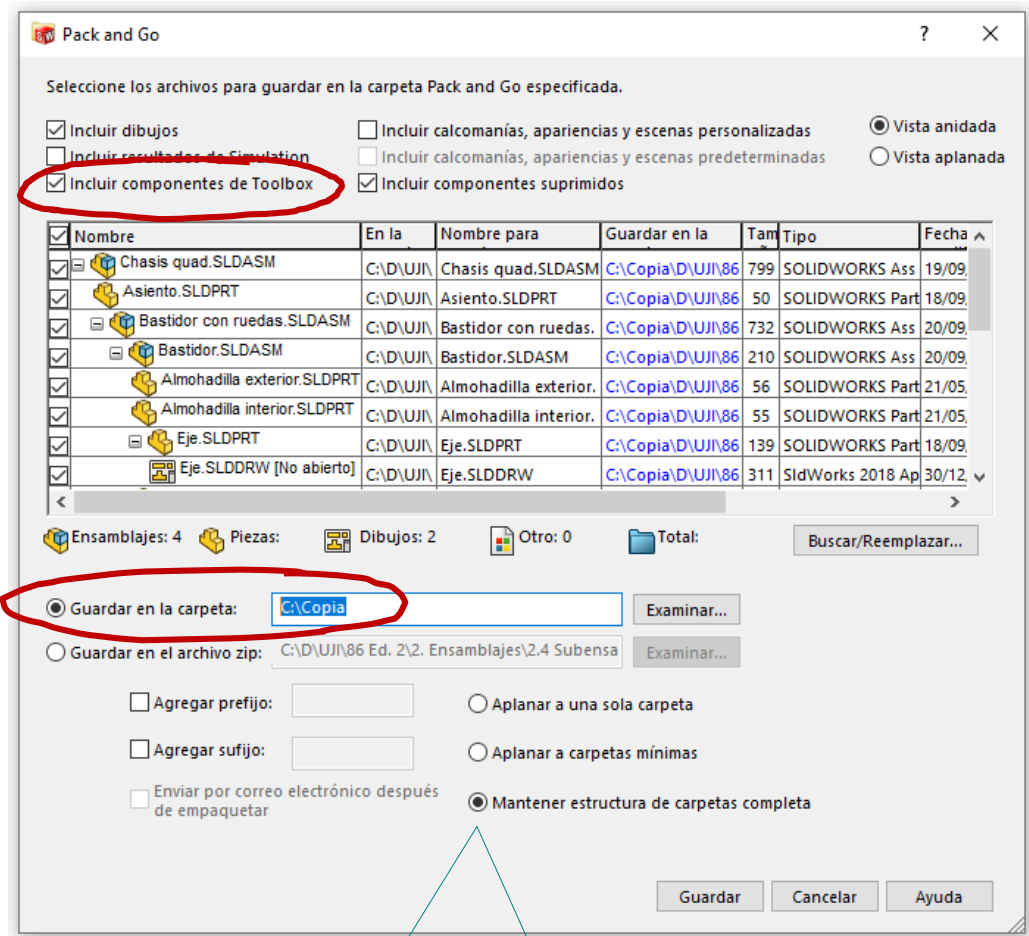 Pack and Go
Seleccione los archivos para guardar en la carpeta Pack and Go especificada.
Incluir dibujos
Incluir calcomanías, apariencias y escenas personalizadas
Vista anidada
Incluir resultados de Simulation
Incluir calcomanías, apariencias y escenas predeterminadas
Vista aplanada
Incluir componentes de Toolbox
Incluir componentes suprimidos
Nombre En la Nombre para Guardar en la Tam Tipo Fecha
Chasis quad.SLDASM C:\D\UJI\ Chasis quad.SLDASM C:\Copia\D\UJI\86 799 SOLIDWORKS Ass 19/09,
Asiento.SLDPRT C:\D\UJI\ Asiento.SLDPRT C:\Copia\D\UJI\86 50 SOLIDWORKS Part 18/09,
Bastidor con ruedas.SLDASM C:\D\UJI\ Bastidor con ruedas. C:\Copia\D\UJI\86 732 SOLIDWORKS Ass 20/09,
Bastidor.SLDASM C:\D\UJI\ Bastidor.SLDASM C:\Copia\D\UJI\86 210 SOLIDWORKS Ass 20/09,
Almohadilla exterior.SLDPRT C:\D\UJI\ Almohadilla exterior. C:\Copia\D\UJI\86 56 SOLIDWORKS Part 21/05,
Almohadilla interior.SLDPRT C:\D\UJI\ Almohadilla interior. C:\Copia\D\UJI\86 55 SOLIDWORKS Part 21/05,
Eje.SLDPRT C:\D\UJI\ Eje.SLDPRT C:\Copia\D\UJI\86 139 SOLIDWORKS Part 18/09,
Eje.SLDDRW [No abierto] C:\D\UJI\ Eje.SLDDRW C:\Copia\D\UJI\86 311 SldWorks 2018 Ap 30/12,
Ensamblajes: 4 Piezas: Dibujos: 2 Otro: 0 Total: Buscar/Reemplazar...
Guardar en la carpeta: C:\Copia Examinar...
Guardar en el archivo zip: C:\D\UJI\86 Ed. 2\2. Ensamblajes\2.4 Subensa Examinar...
Agregar prefijo:
Aplanar a una sola carpeta
Agregar sufijo:
Aplanar a carpetas mínimas
Enviar por correo electrónico después
de empaquetar
Mantener estructura de carpetas completa
Guardar Cancelar Ayuda